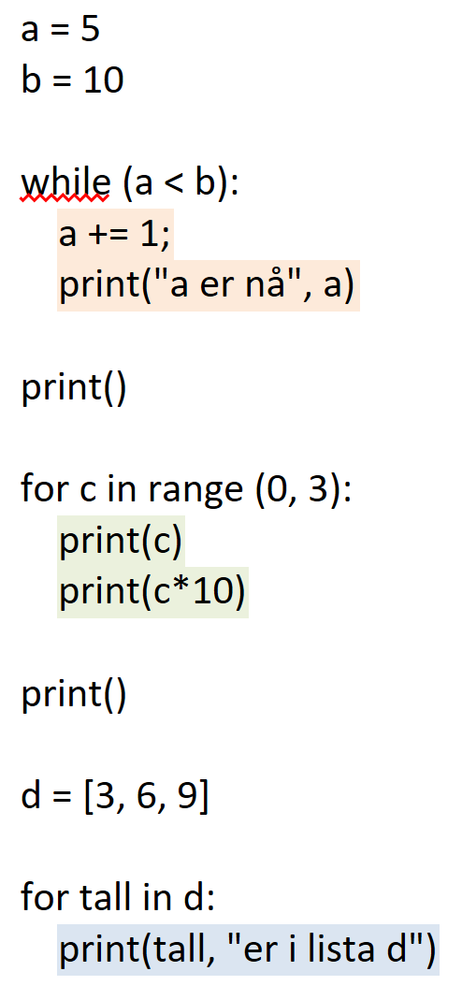 a = 5
b = 10
while (a < b):
a += 1;
print("a er nå", a)
print()
for c in range (0, 3):
print(c)
print(c*10)
print()
d = [3, 6, 9]
for tall in d:
print(tall, "er i lista d")